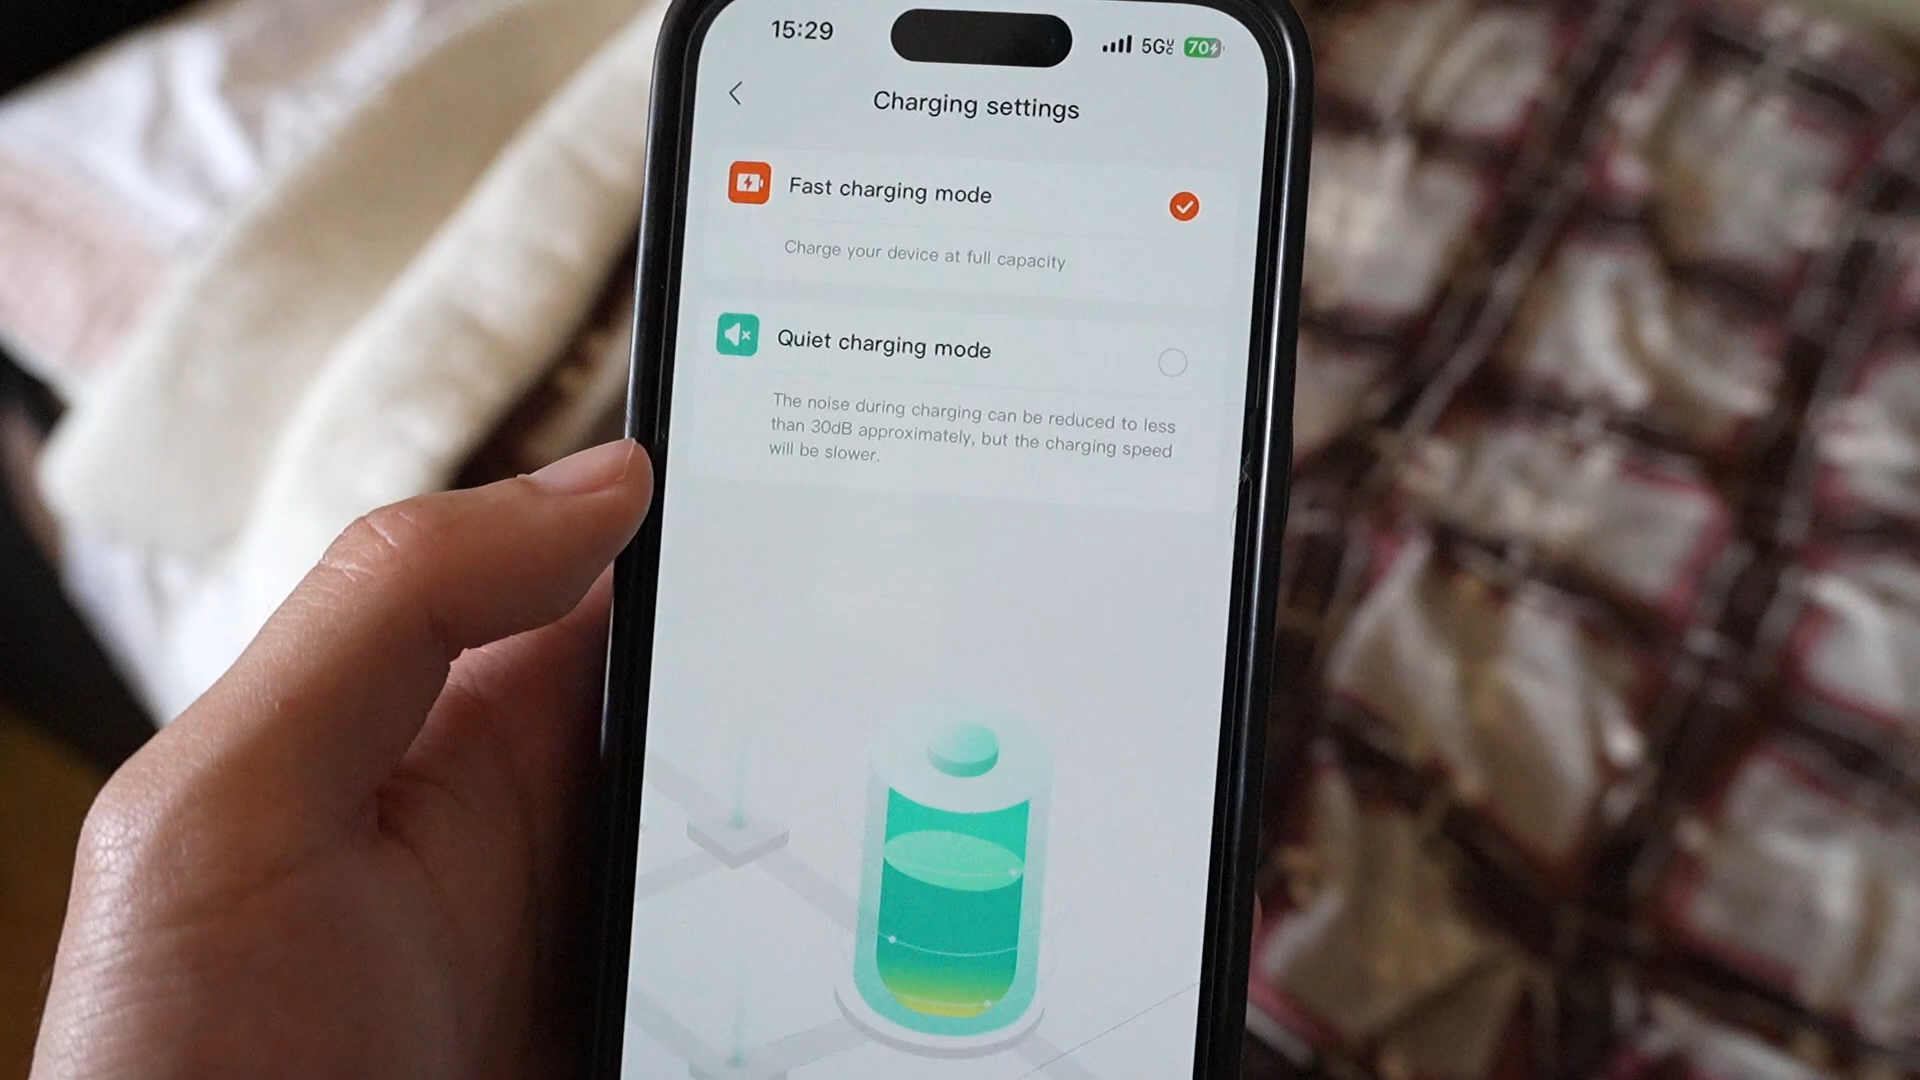 15:29
5G
70
Charging settings
Fast charging mode
Charge your device at full capacity
Quiet charging mode
The noise during charging can be reduced to less
than 30dB approximately, but the charging speed
will be slower.